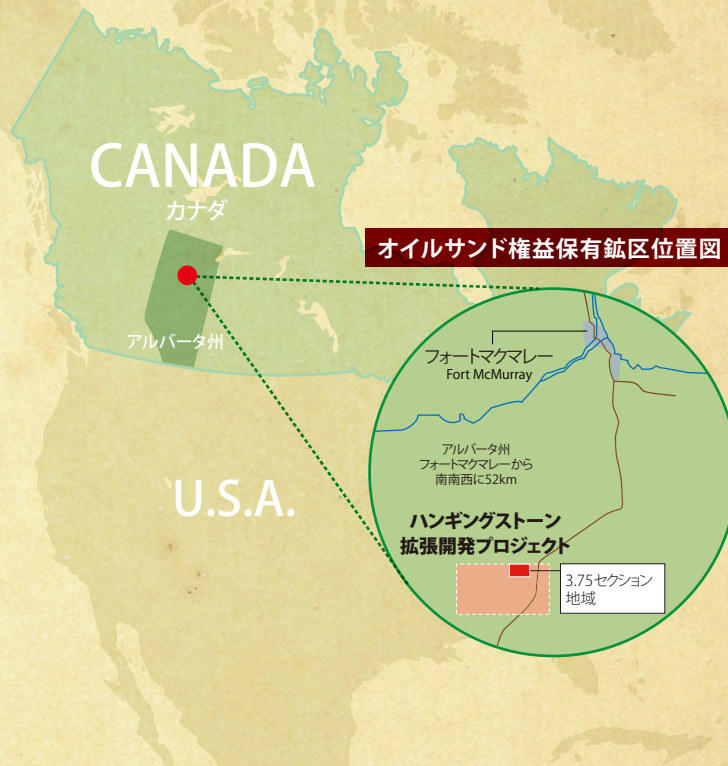 CANADA
カナダ
オイルサンド権益保有鉱区位置図
アルバータ州
フォートマクマレー
Fort McMurray
アルバータ州
フォートマクマレーから
南南西に52km
U.S.A.
ハンギングストーン
拡張開発プロジェクト
3.75セクション
地域